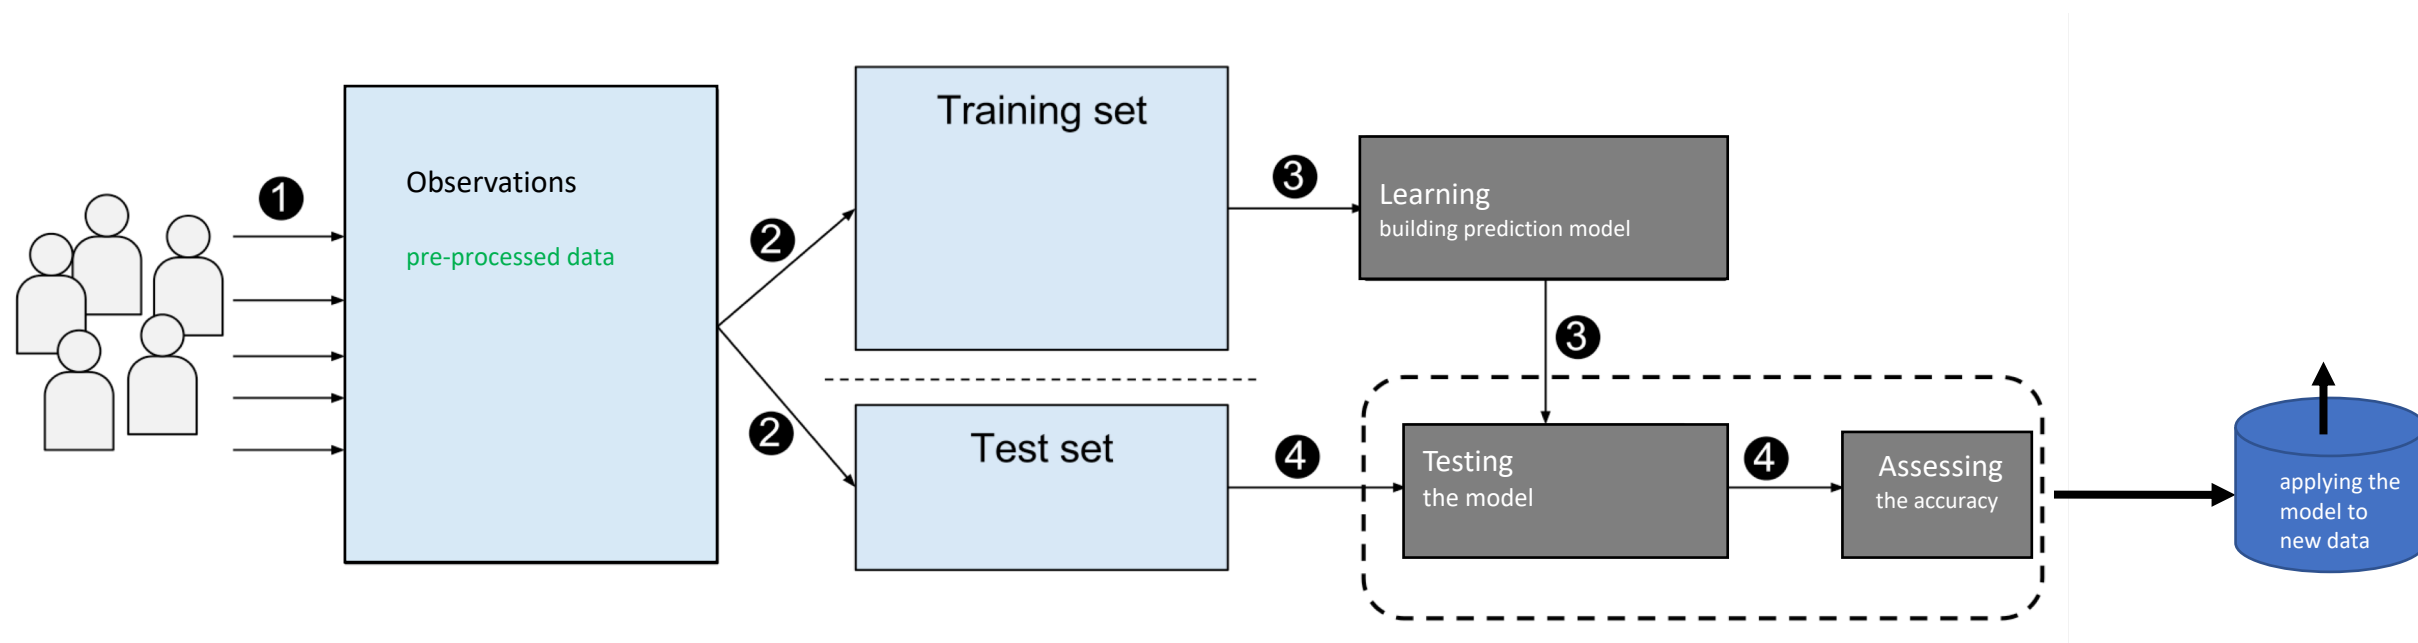 1
Observations
pre-processed data
2
2
Training set
Test set
3
4
Learning
building prediction model
3
Testing
the model
4
Assessing
the accuracy
applying the
model to
new data